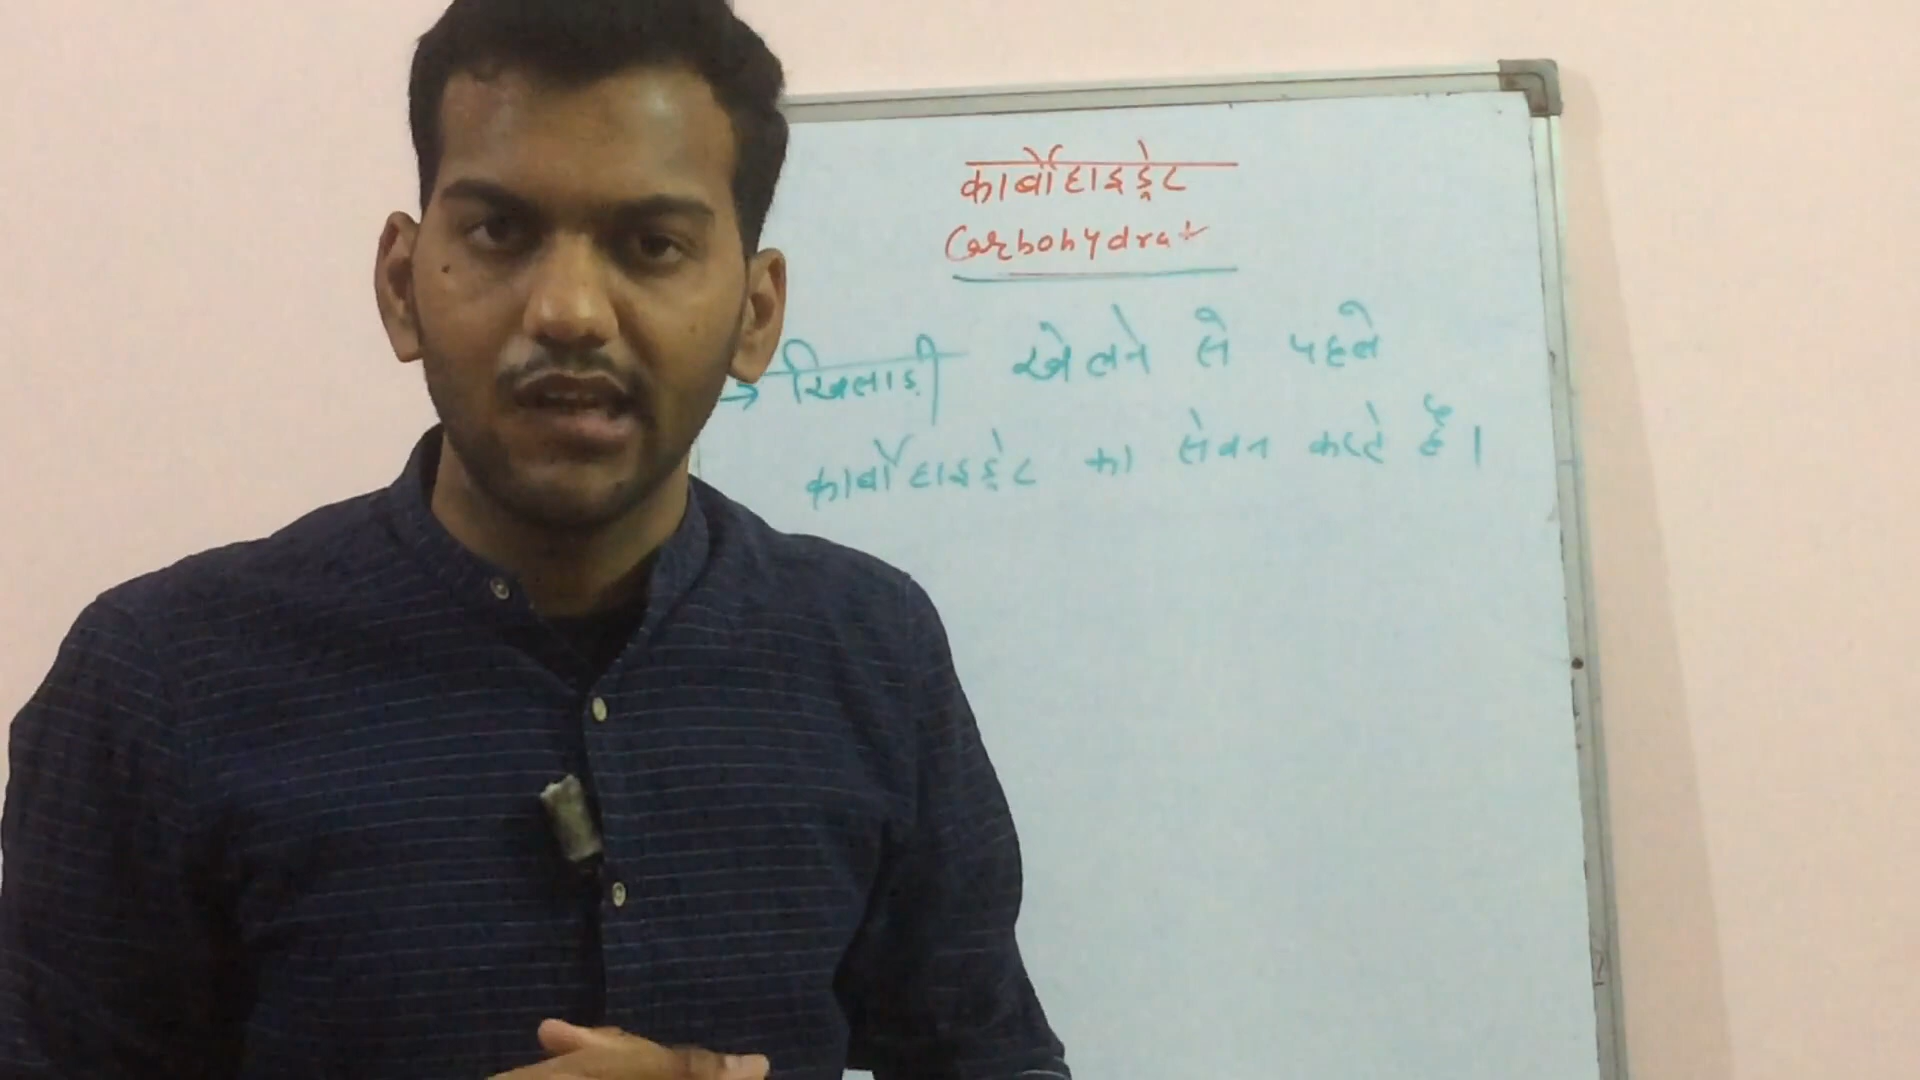 कार्बोहाइड्रेट
Carbohydrat
→ खिलाड़ी खेलने से पहले
कार्बोहाइड्रेट का सेवन करते हैं।